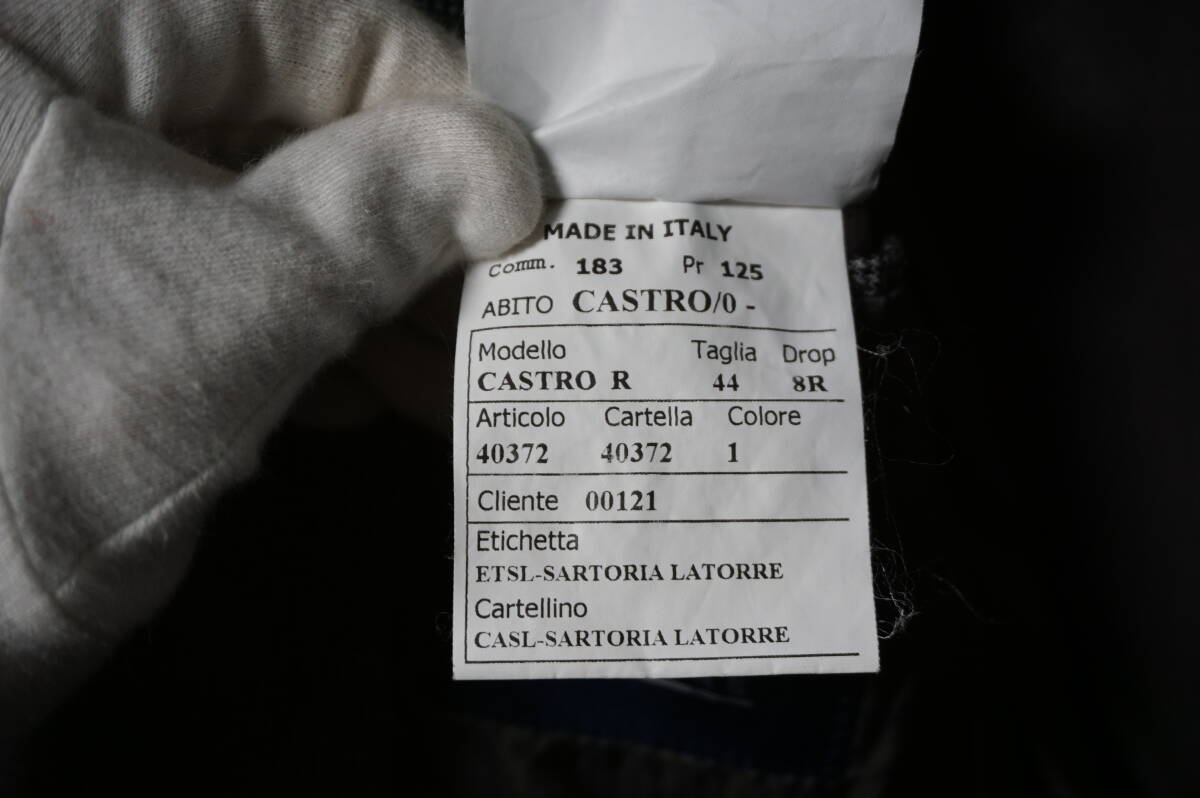 MADE IN ITALY
Comm. 183 Pr 125
ABITO CASTRO/0 -
Modello Taglia Drop
CASTRO R 44 8R
Articolo Cartella Colore
40372 40372 1
Cliente 00121
Etichetta
ETSL-SARTORIA LATORRE
Cartellino
CASL-SARTORIA LATORRE